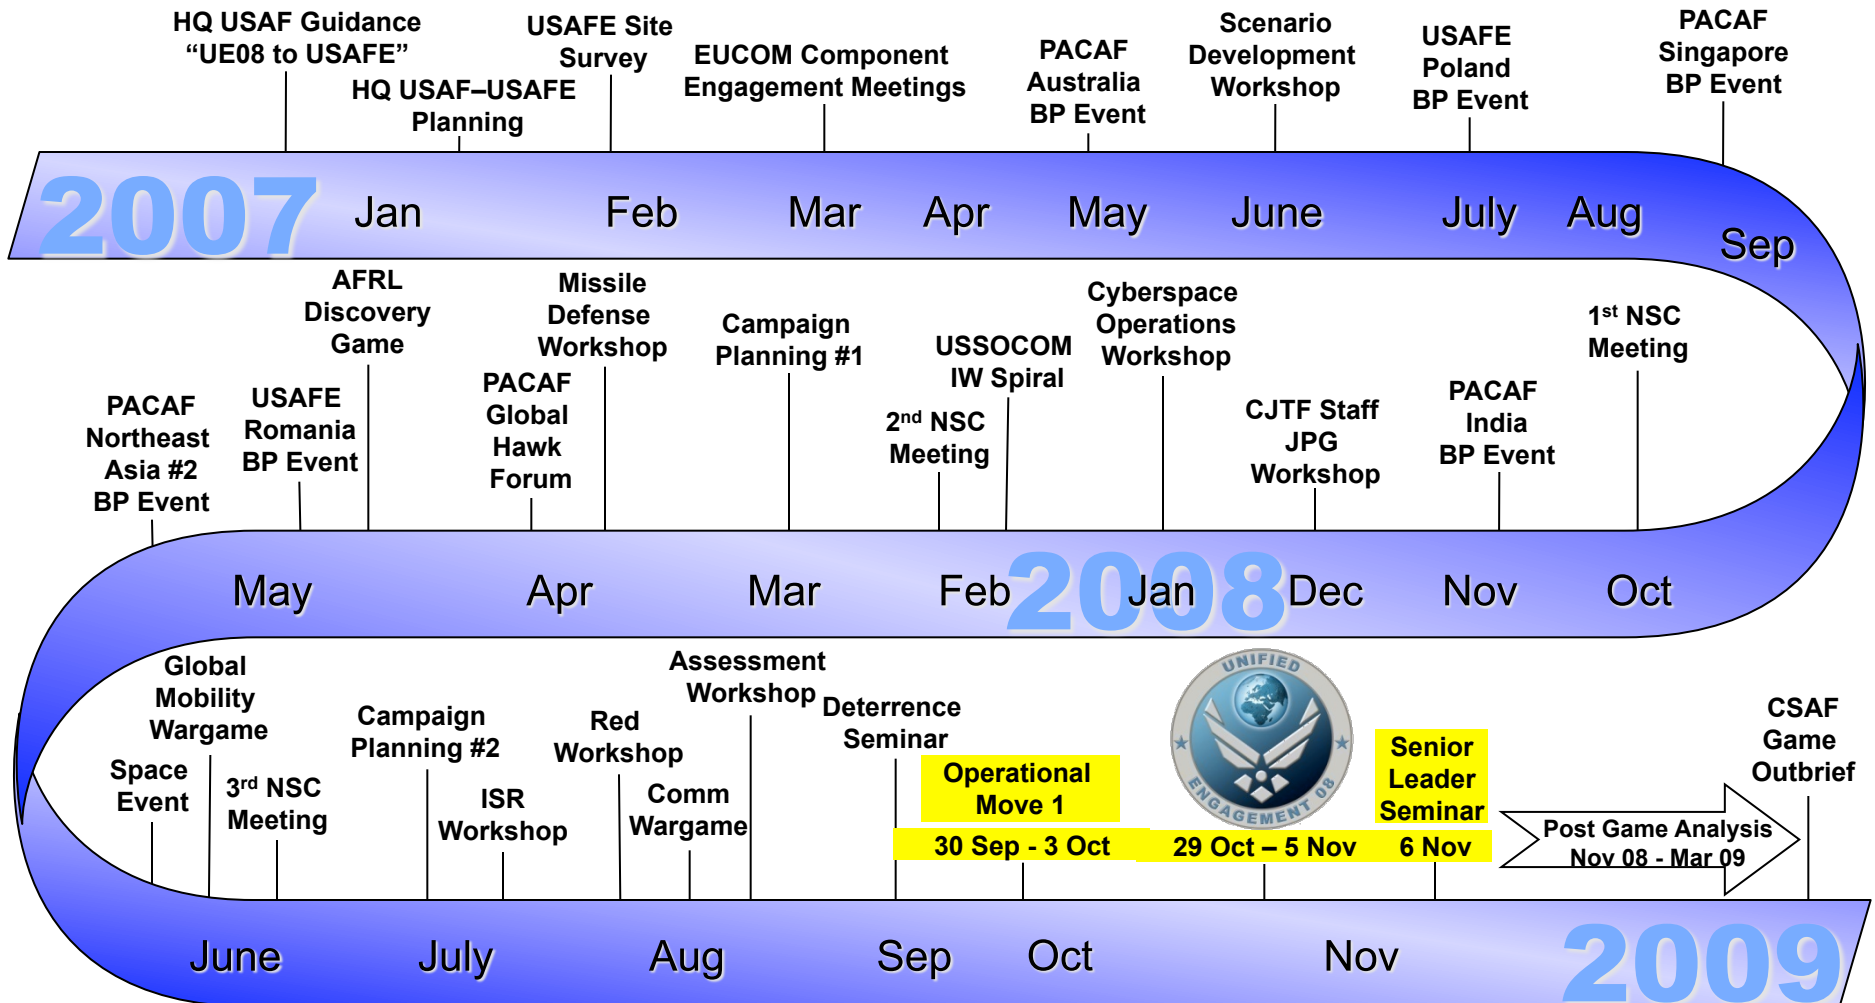 HQ USAF Guidance
“UE08 to USAFE”
HQ USAF–USAFE
Planning
USAFE Site
Survey
EUCOM Component
Engagement Meetings
PACAF
Australia
BP Event
Scenario
Development
Workshop
USAFE
Poland
BP Event
PACAF
Singapore
BP Event
2007 Jan Feb Mar Apr May June July Aug Sep
PACAF
Northeast
Asia #2
BP Event
USAFE
Romania
BP Event
AFRL
Discovery
Game
PACAF
Global
Hawk
Forum
Missile
Defense
Workshop
Campaign
Planning #1
2nd NSC
Meeting
USSOCOM
IW Spiral
Cyberspace
Operations
Workshop
CJTF Staff
JPG
Workshop
PACAF
India
BP Event
1st NSC
Meeting
May Apr Mar Feb 2008 Jan Dec Nov Oct
Space
Event
Global
Mobility
Wargame
3rd NSC
Meeting
Campaign
Planning #2
ISR
Workshop
Red
Workshop
Comm
Wargame
Assessment
Workshop
Deterrence
Seminar
Operational
Move 1
30 Sep - 3 Oct
UNIFIED
ENGAGEMENT 08
29 Oct – 5 Nov
Senior
Leader
Seminar
6 Nov
Post Game Analysis
Nov 08 - Mar 09
CSAF
Game
Outbrief
June July Aug Sep Oct Nov 2009